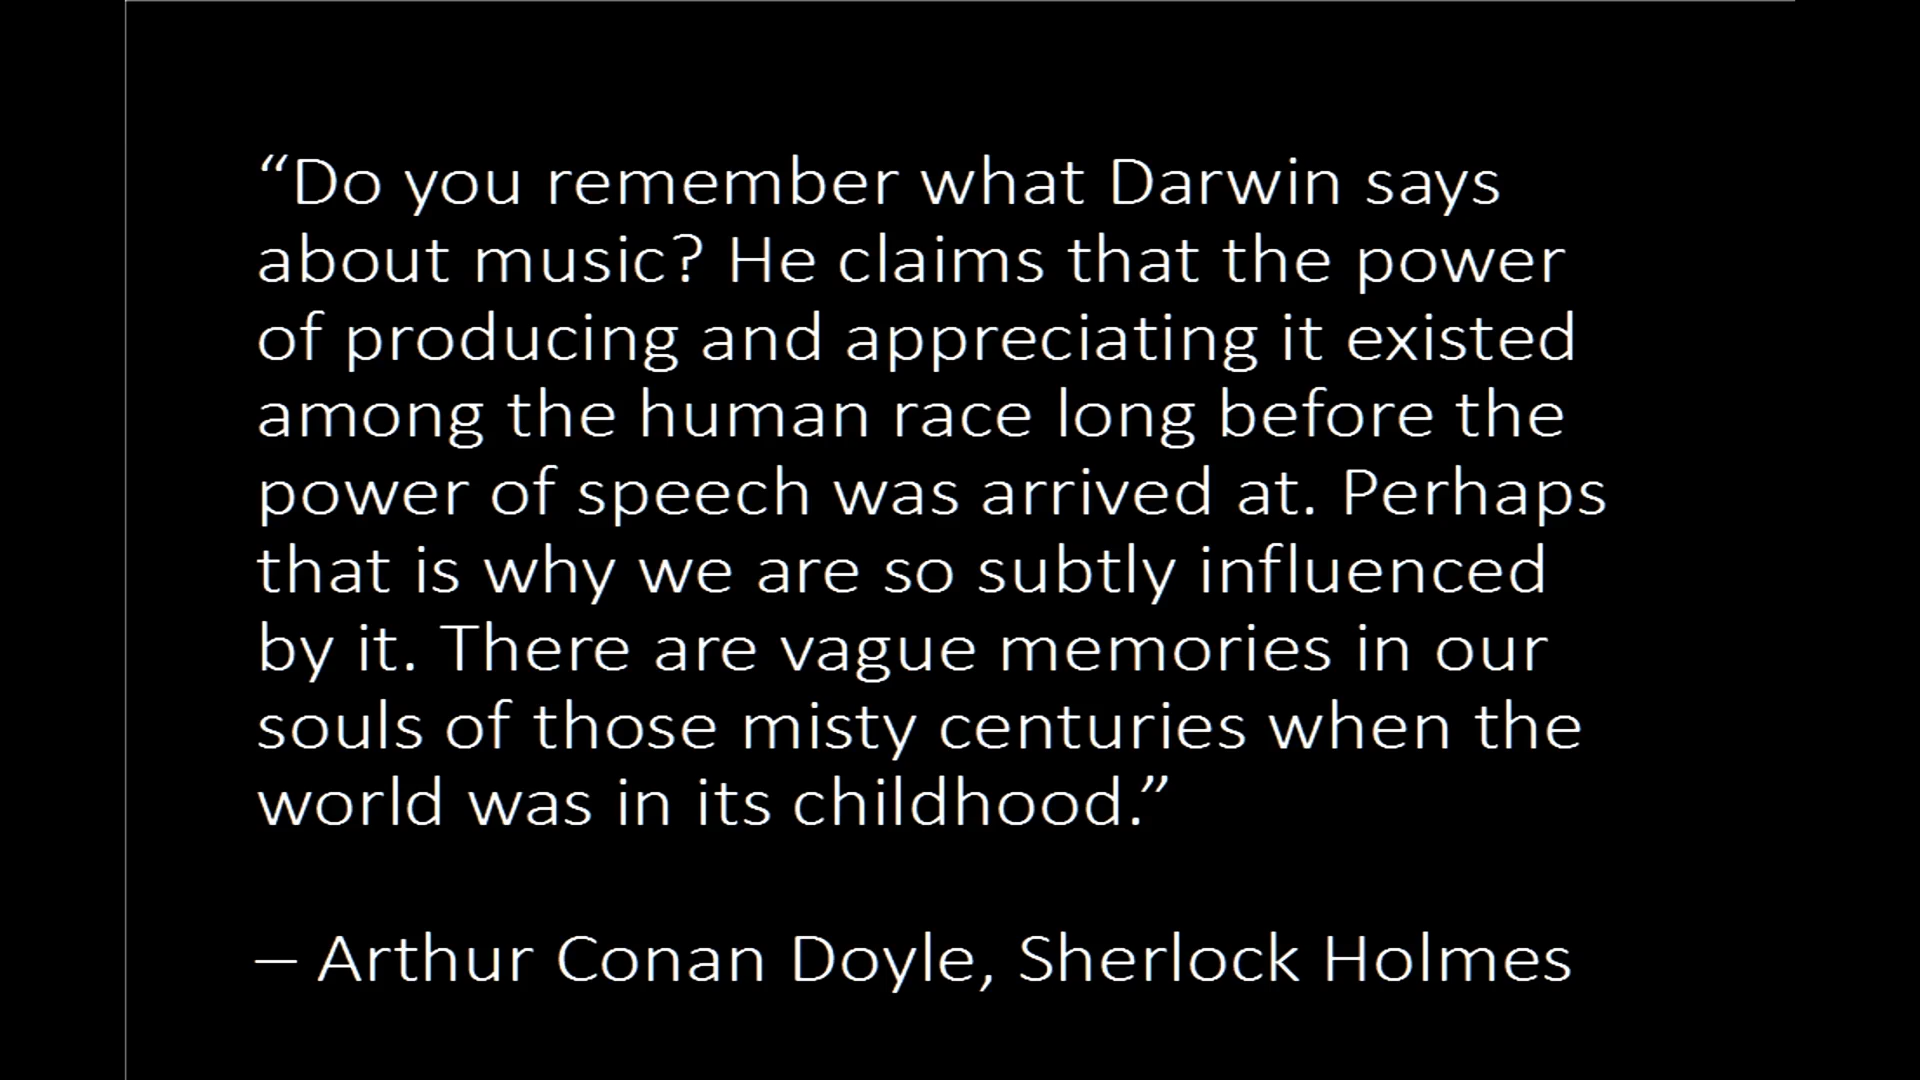 “Do you remember what Darwin says
about music? He claims that the power
of producing and appreciating it existed
among the human race long before the
power of speech was arrived at. Perhaps
that is why we are so subtly influenced
by it. There are vague memories in our
souls of those misty centuries when the
world was in its childhood.”
– Arthur Conan Doyle, Sherlock Holmes